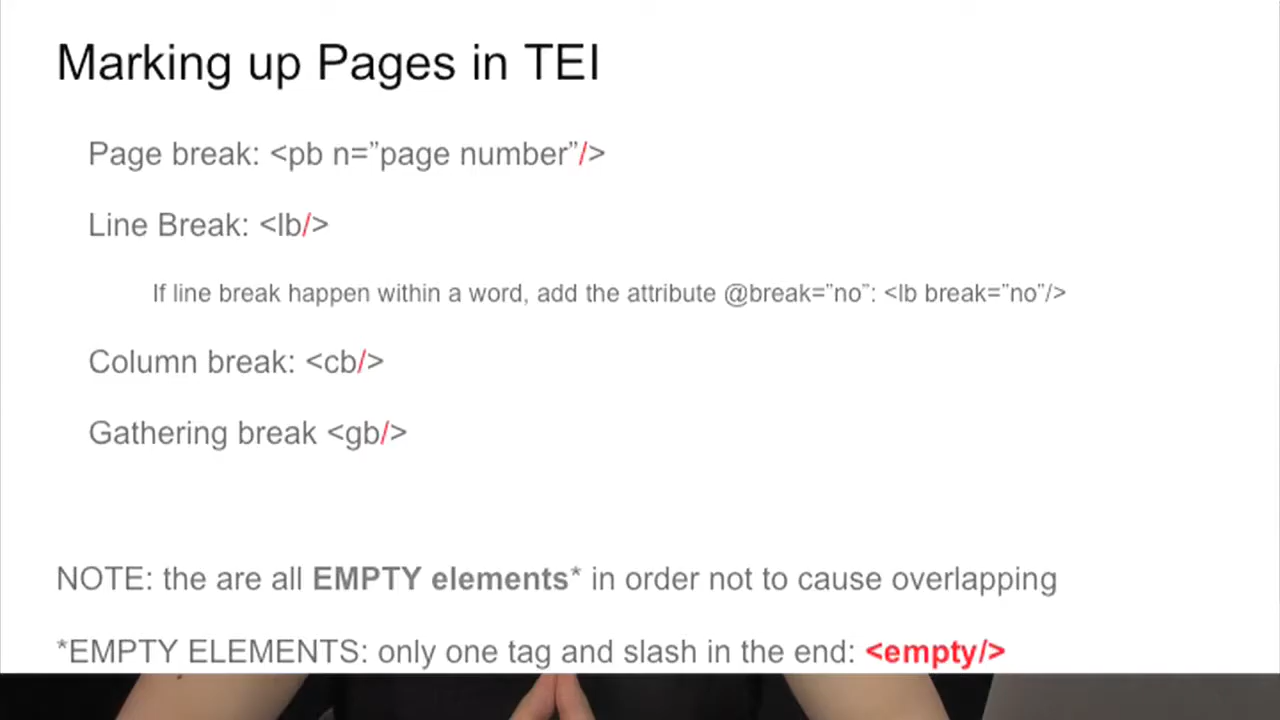 Marking up Pages in TEI
Page break: <pb n=”page number”/>
Line Break: <lb/>
If line break happen within a word, add the attribute @break=”no”: <lb break=”no”/>
Column break: <cb/>
Gathering break <gb/>
NOTE: the are all EMPTY elements* in order not to cause overlapping
*EMPTY ELEMENTS: only one tag and slash in the end: <empty/>